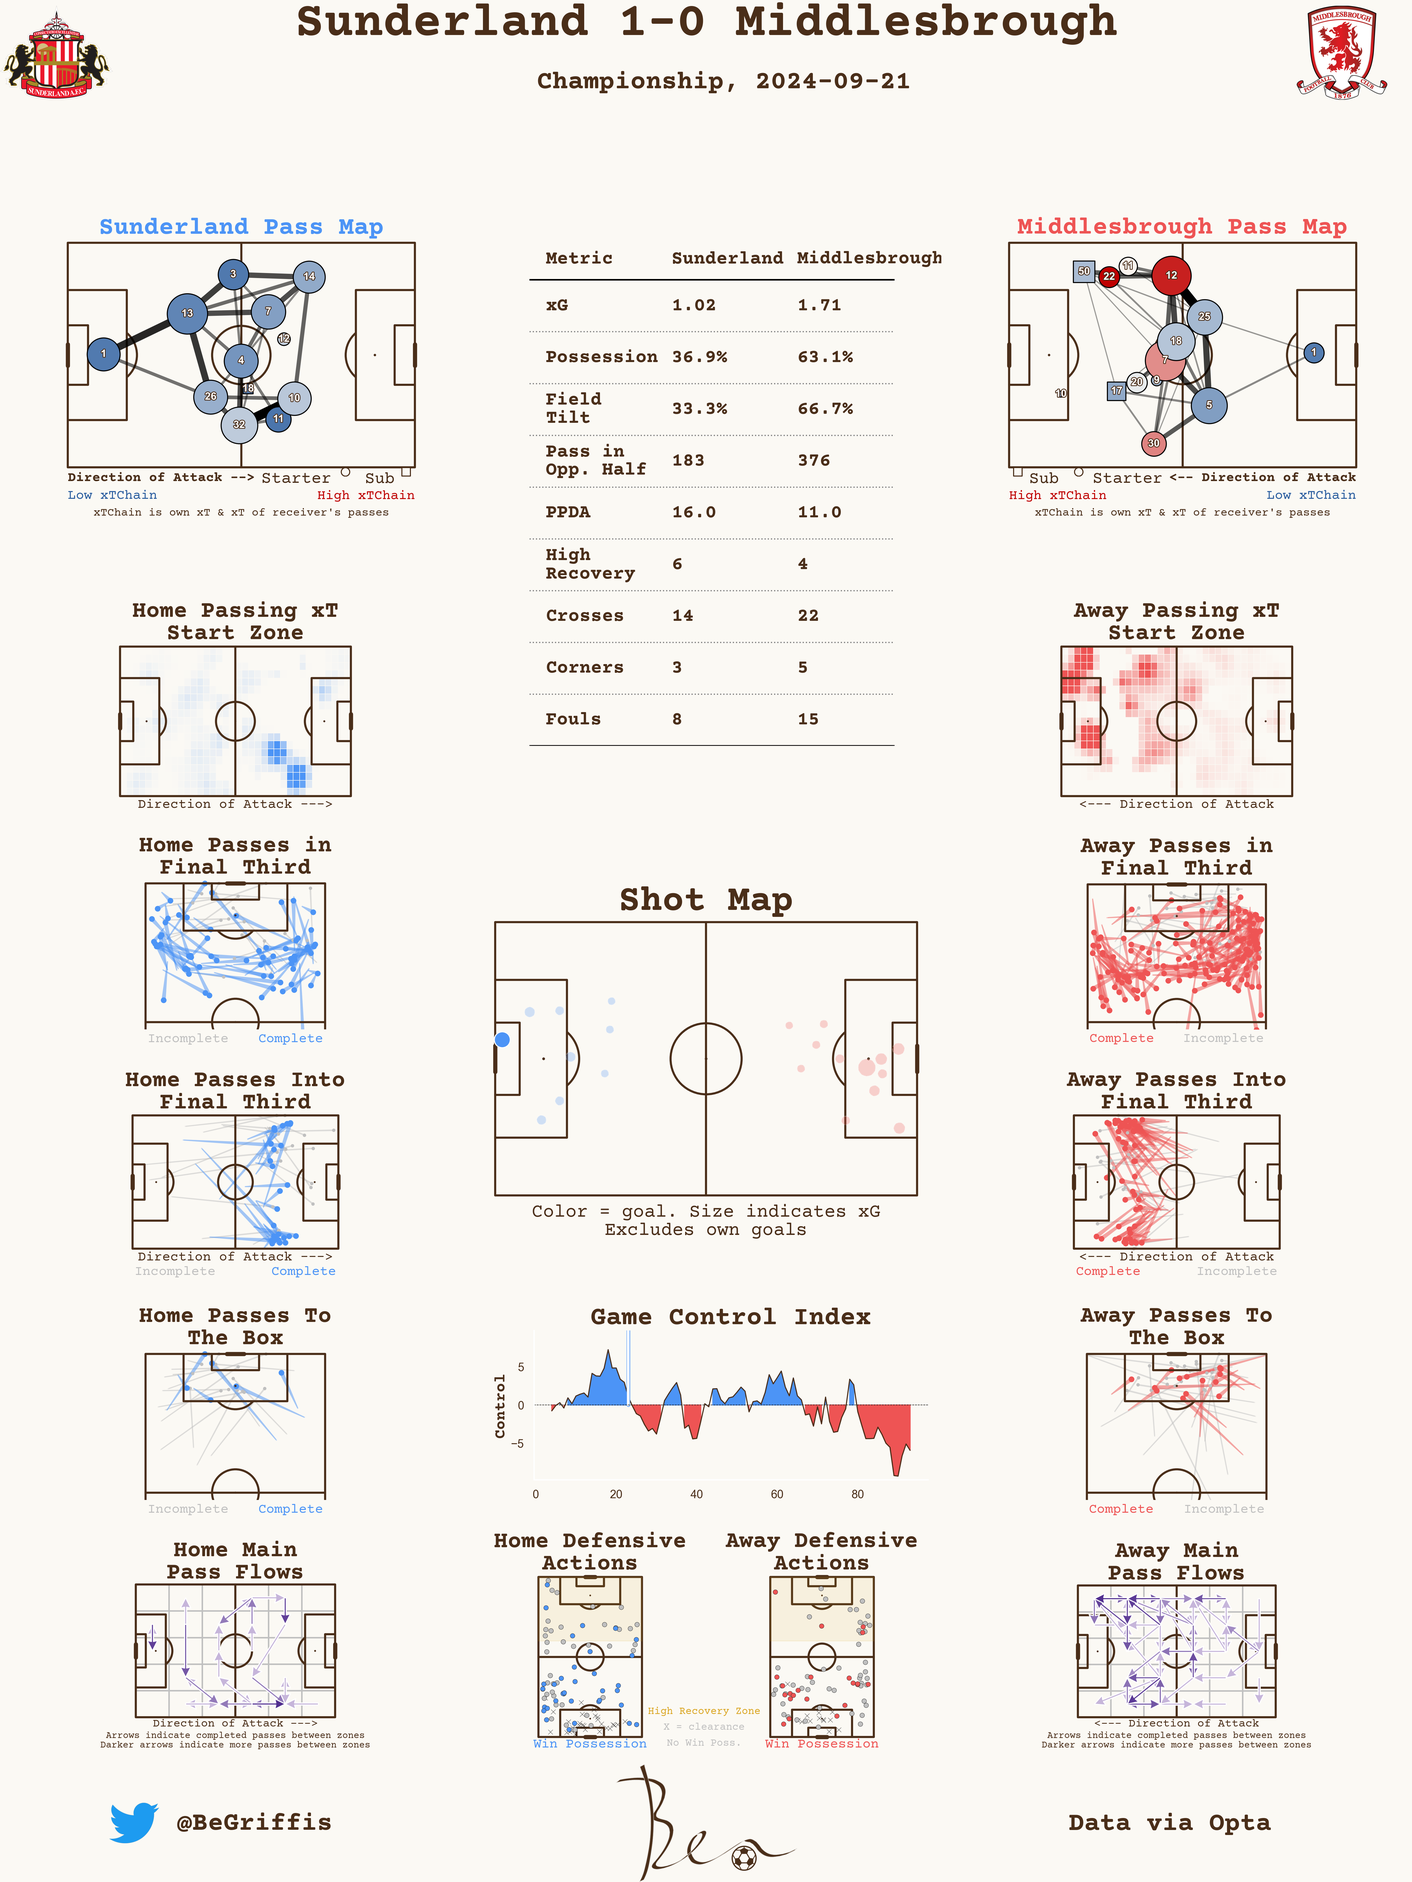 Sunderland 1-0 Middlesbrough
Championship, 2024-09-21
SUNDERLAND A.F.C.
MIDDLESBROUGH
FOOTBALL CLUB
1876
Sunderland Pass Map
3
14
13
7
12
1
4
18
26
10
11
32
Direction of Attack --> Starter Sub
Low xTChain High xTChain
xTChain is own xT & xT of receiver's passes
Metric Sunderland Middlesbrough
xG 1.02 1.71
Possession 36.9% 63.1%
Field
Tilt 33.3% 66.7%
Pass in
Opp. Half 183 376
PPDA 16.0 11.0
High
Recovery 6 4
Crosses 14 22
Corners 3 5
Fouls 8 15
Middlesbrough Pass Map
50
22
11
12
25
18
1
7
20
9
17
10
5
30
Sub Starter <-- Direction of Attack
High xTChain Low xTChain
xTChain is own xT & xT of receiver's passes
Home Passing xT
Start Zone
Direction of Attack --->
Away Passing xT
Start Zone
<--- Direction of Attack
Home Passes in
Final Third
Incomplete Complete
Away Passes in
Final Third
Complete Incomplete
Shot Map
Color = goal. Size indicates xG
Excludes own goals
Home Passes Into
Final Third
Direction of Attack --->
Incomplete Complete
Away Passes Into
Final Third
<--- Direction of Attack
Complete Incomplete
Home Passes To
The Box
Incomplete Complete
Game Control Index
Control
5
0
−5
0 20 40 60 80
Away Passes To
The Box
Complete Incomplete
Home Main
Pass Flows
Direction of Attack --->
Arrows indicate completed passes between zones
Darker arrows indicate more passes between zones
Home Defensive
Actions
Win Possession
High Recovery Zone
X = clearance
No Win Poss.
Away Defensive
Actions
Win Possession
Away Main
Pass Flows
<--- Direction of Attack
Arrows indicate completed passes between zones
Darker arrows indicate more passes between zones
@BeGriffis
Ben
Data via Opta